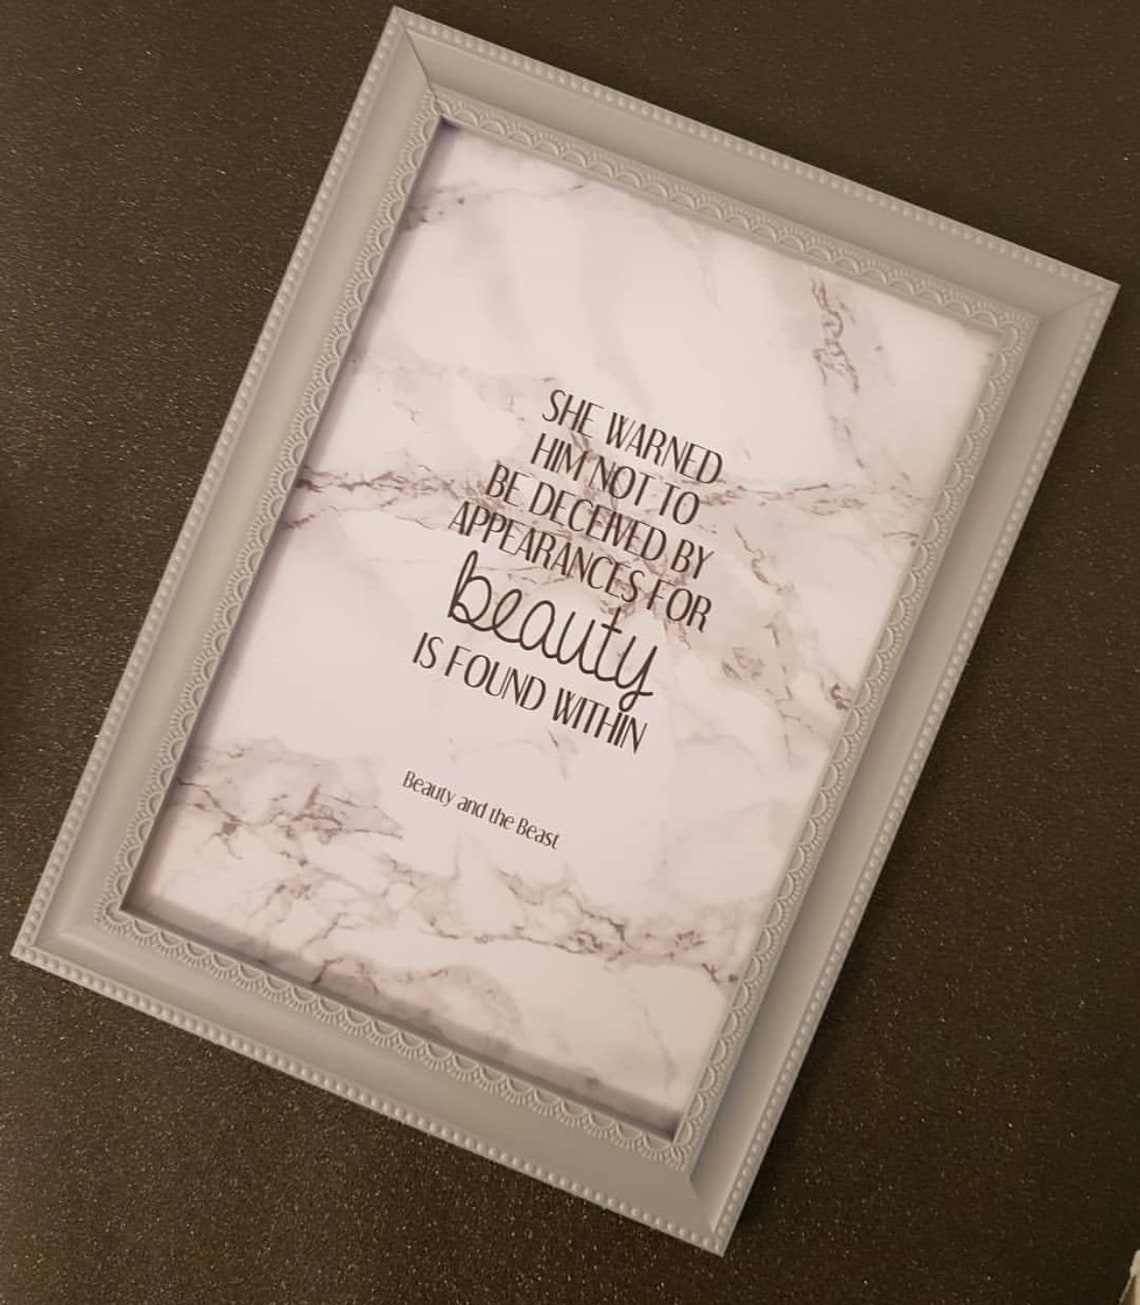 SHE WARNED
HIM NOT TO
BE DECEIVED BY
APPEARANCES FOR
beauty
IS FOUND WITHIN
Beauty and the Beast